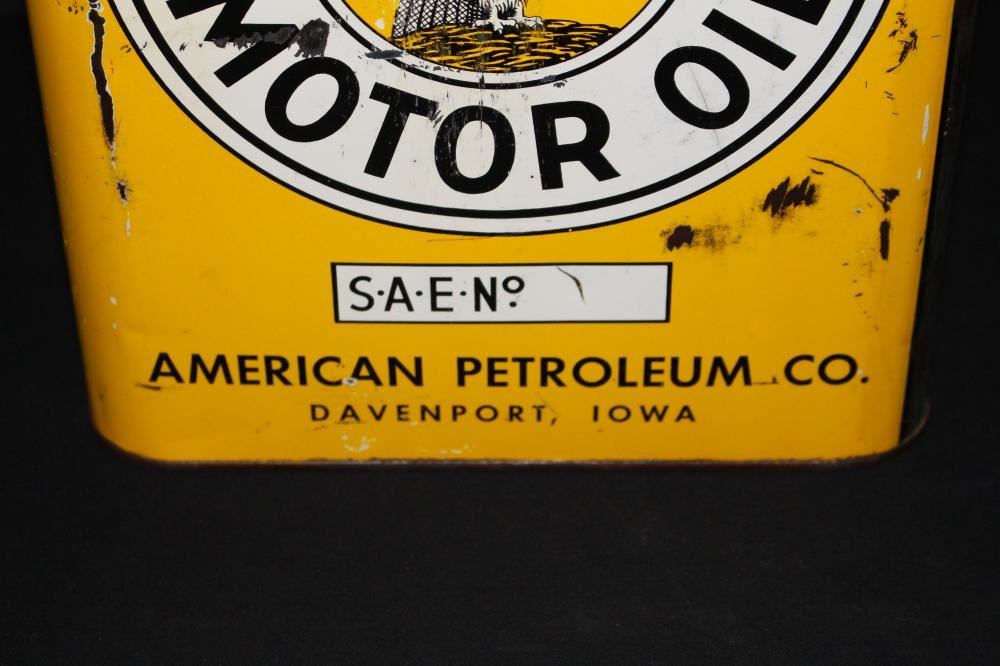 MOTOR OIL
S·A·E·Nº
AMERICAN PETROLEUM CO.
DAVENPORT, IOWA